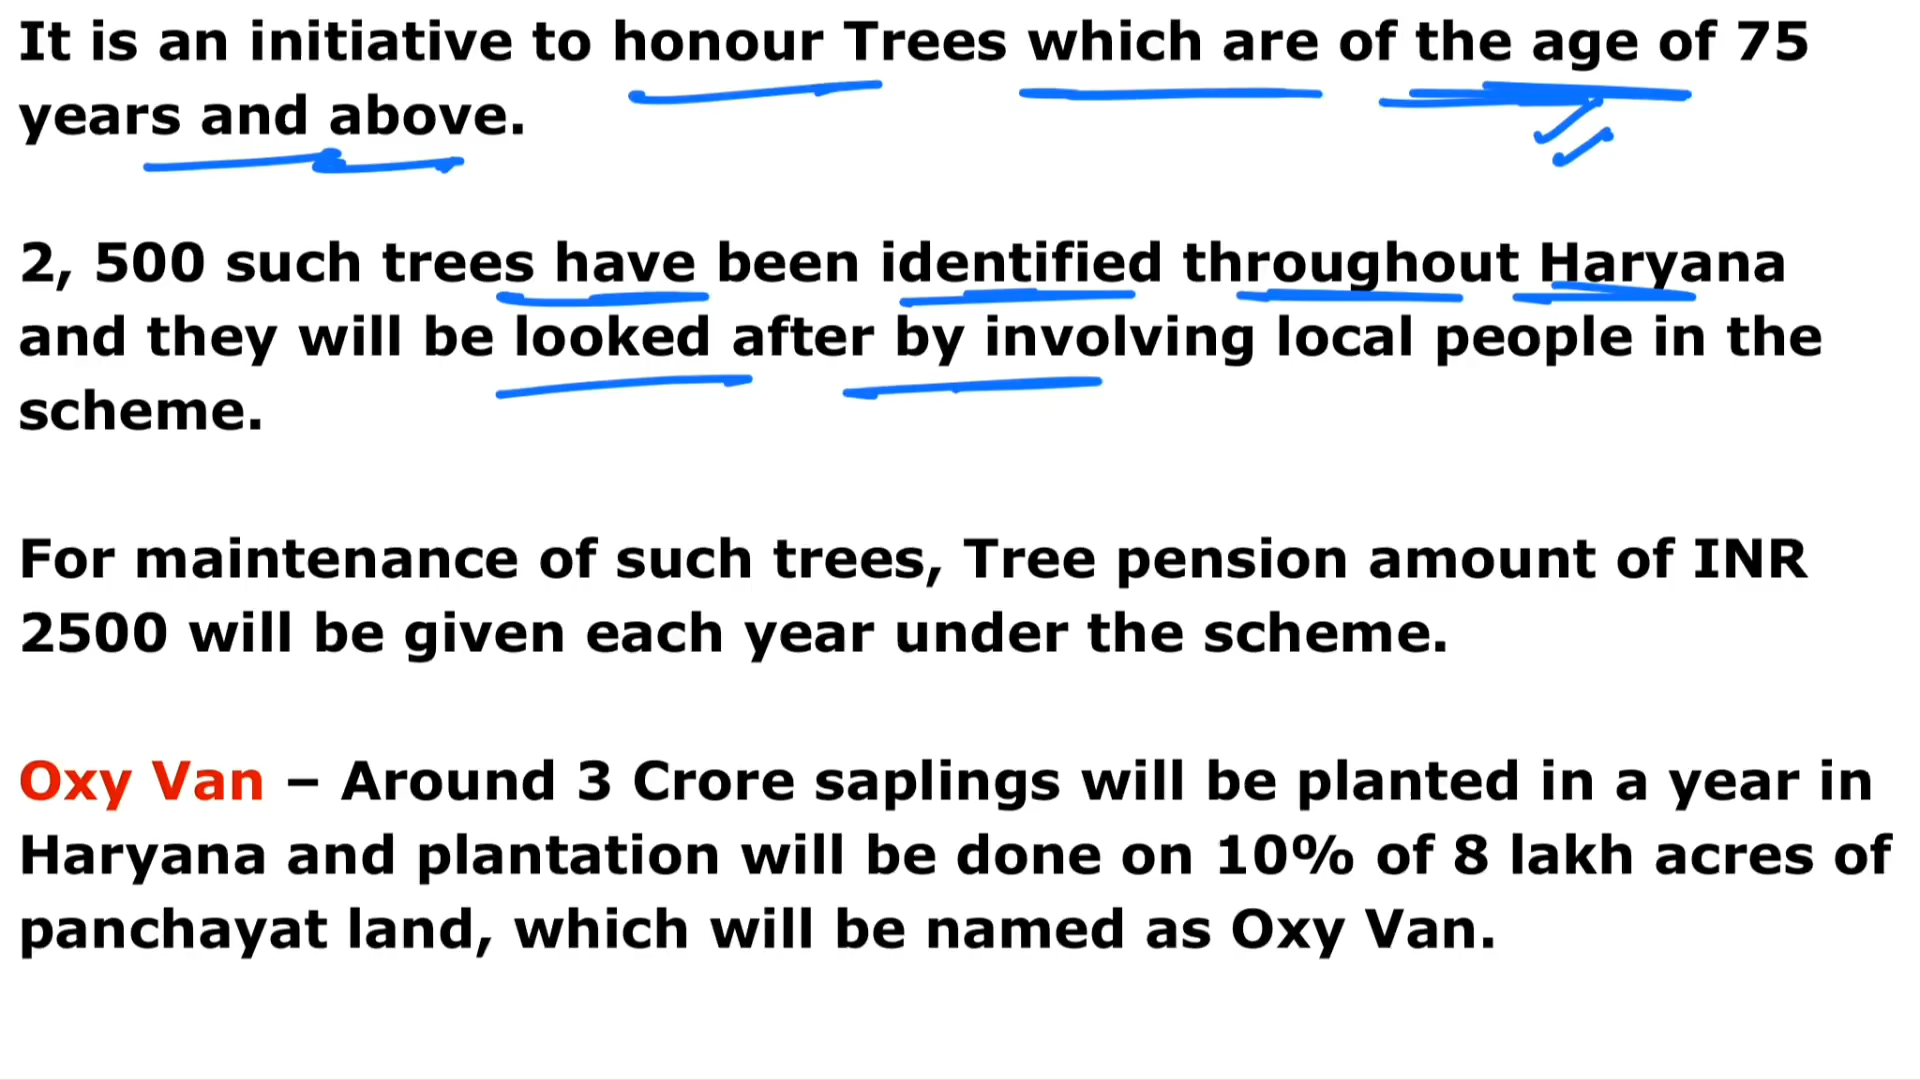 It is an initiative to honour Trees which are of the age of 75
years and above.
2, 500 such trees have been identified throughout Haryana
and they will be looked after by involving local people in the
scheme.
For maintenance of such trees, Tree pension amount of INR
2500 will be given each year under the scheme.
Oxy Van – Around 3 Crore saplings will be planted in a year in
Haryana and plantation will be done on 10% of 8 lakh acres of
panchayat land, which will be named as Oxy Van.